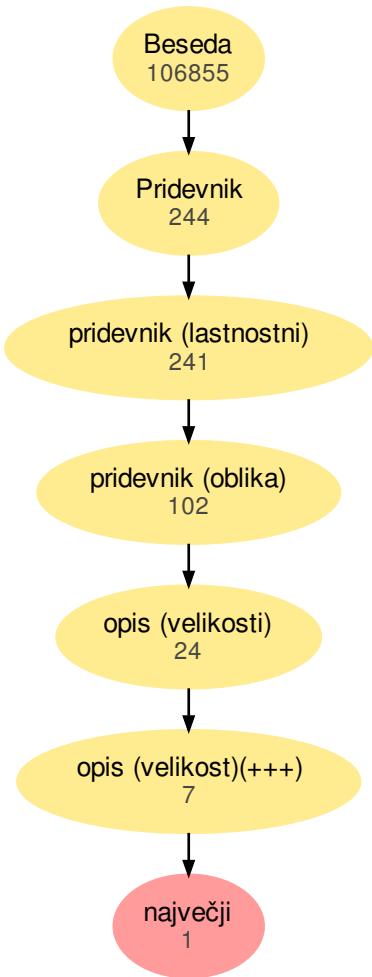 Beseda
106855
Pridevnik
244
pridevnik (lastnostni)
241
pridevnik (oblika)
102
opis (velikosti)
24
opis (velikost)(+++)
7
največji
1